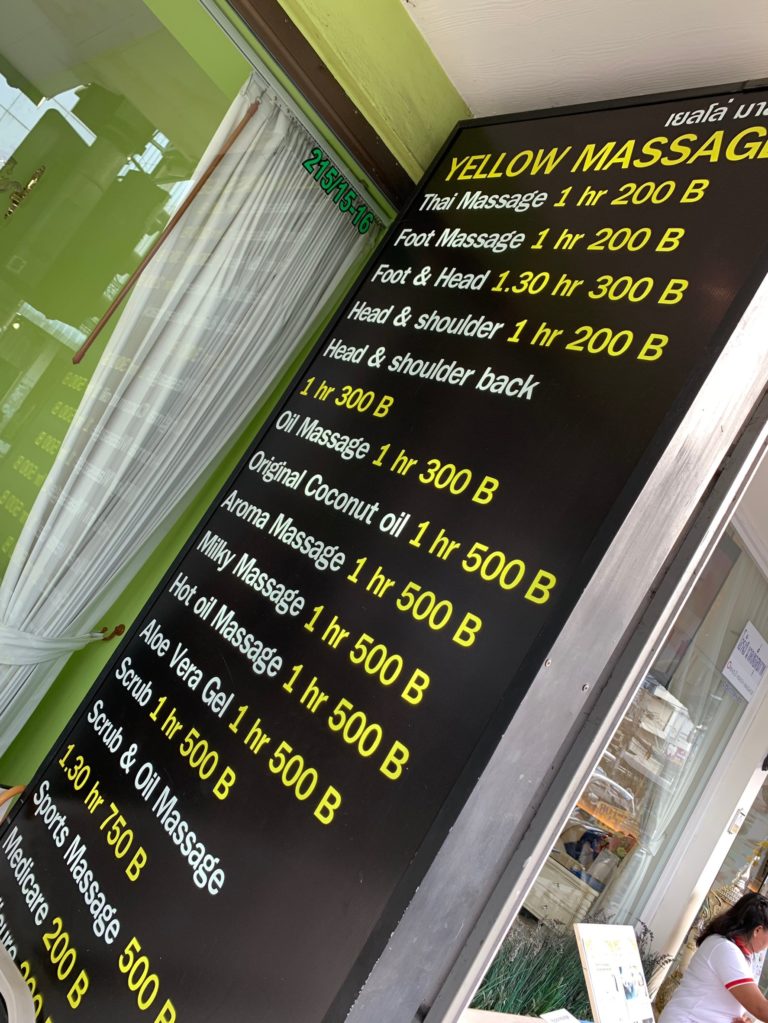 เยลโล่
YELLOW MASSAGE
Thai Massage 1 hr 200 B
Foot Massage 1 hr 200 B
Foot & Head 1.30 hr 300 B
Head & shoulder 1 hr 200 B
Head & shoulder back
1 hr 300 B
Oil Massage 1 hr 300 B
Original Coconut oil 1 hr 500 B
Aroma Massage 1 hr 500 B
Milky Massage 1 hr 500 B
Hot oil Massage 1 hr 500 B
Aloe Vera Gel 1 hr 500 B
Scrub 1 hr 500 B
Scrub & Oil Massage
1.30 hr 750 B
Sports Massage 500 B
Medicare 200 B
215/15-16